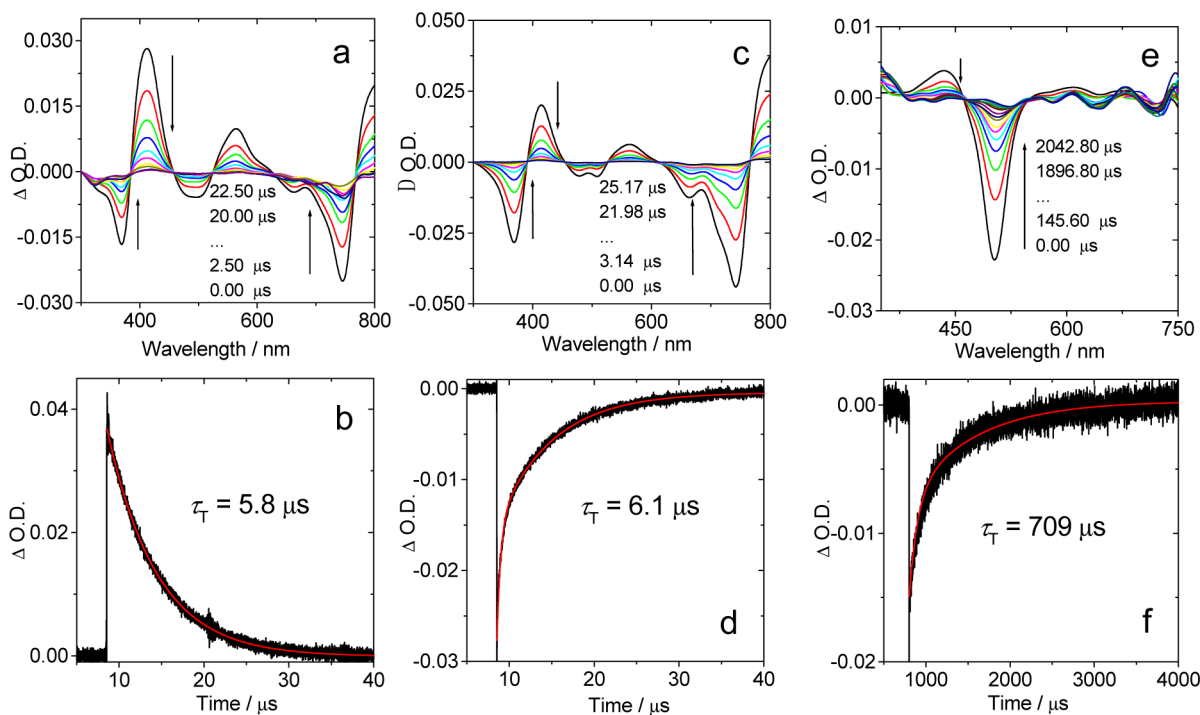 a
0.030
0.015
0.000
-0.015
-0.030
Δ O.D.
22.50 μs
20.00 μs
...
2.50 μs
0.00 μs
400
600
800
Wavelength / nm
c
0.050
0.025
0.000
-0.025
-0.050
O.D.
25.17 μs
21.98 μs
...
3.14 μs
0.00 μs
400
600
800
Wavelength / nm
e
0.01
0.00
-0.01
-0.02
-0.03
Δ O.D.
2042.80 μs
1896.80 μs
...
145.60 μs
0.00 μs
450
600
750
Wavelength / nm
b
0.04
0.02
0.00
Δ O.D.
τT = 5.8 μs
10
20
30
40
Time / μs
d
0.00
-0.01
-0.02
-0.03
Δ O.D.
τT = 6.1 μs
10
20
30
40
Time / μs
f
0.00
-0.01
-0.02
Δ O.D.
τT = 709 μs
1000
2000
3000
4000
Time / μs